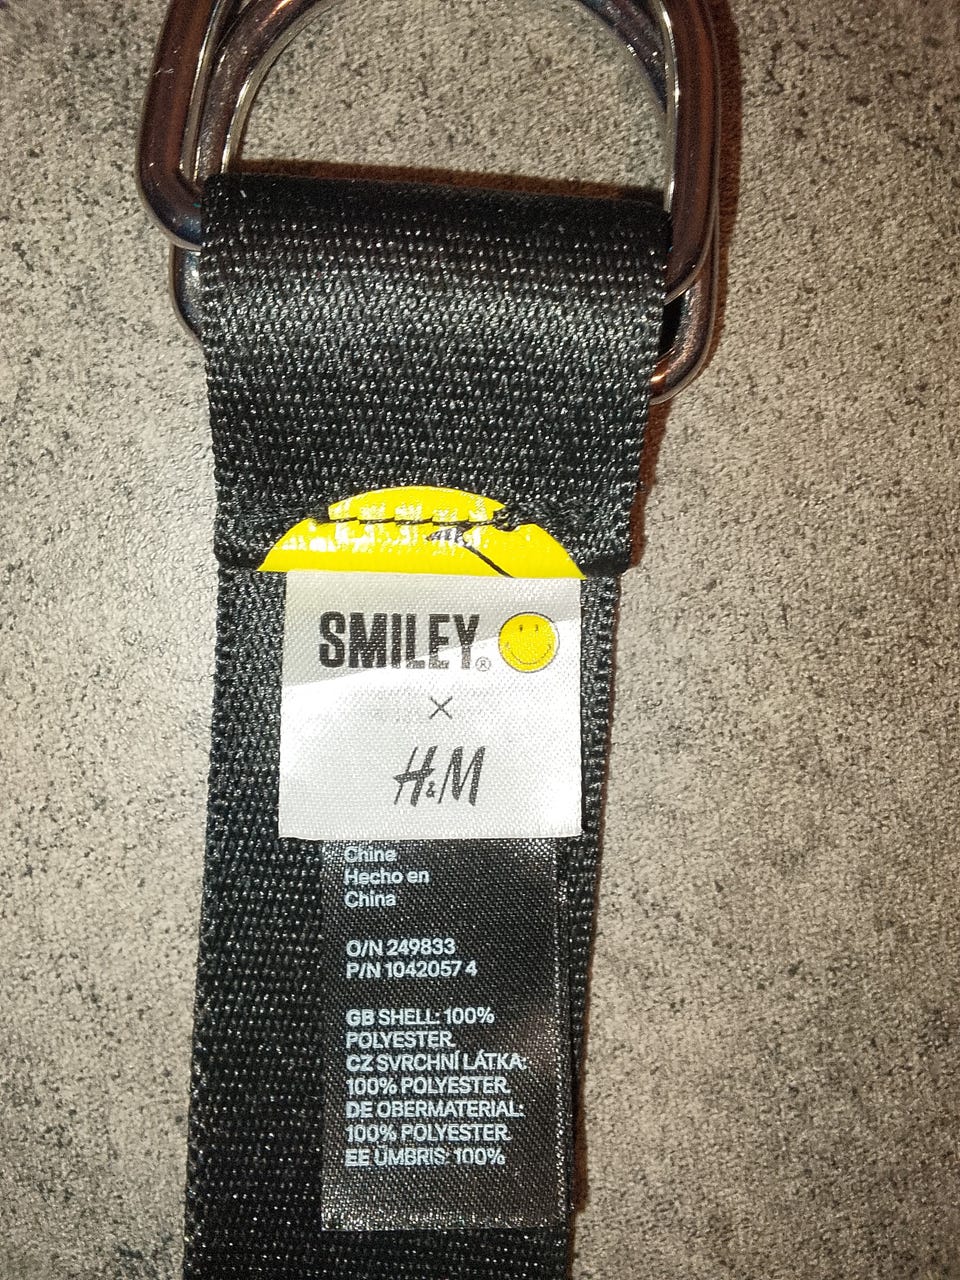 SMILEY®
×
H&M
Chine
Hecho en
China
O/N 249833
P/N 1042057 4
GB SHELL: 100%
POLYESTER.
CZ SVRCHNÍ LÁTKA:
100% POLYESTER.
DE OBERMATERIAL:
100% POLYESTER.
EE ÜMBRIS: 100%